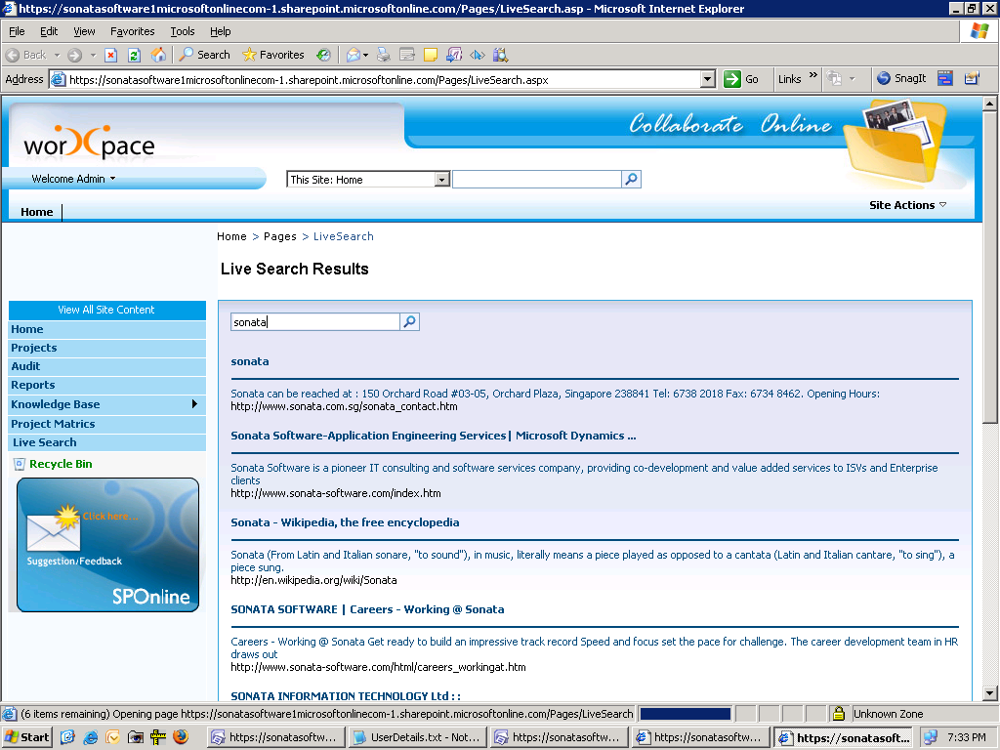 https://sonatasoftware1microsoftonlinecom-1.sharepoint.microsoftonline.com/Pages/LiveSearch.asp - Microsoft Internet Explorer
File Edit View Favorites Tools Help
Back Search Favorites
Address https://sonatasoftware1microsoftonlinecom-1.sharepoint.microsoftonline.com/Pages/LiveSearch.aspx Go Links » SnagIt
worXpace
Collaborate Online
Welcome Admin
This Site: Home
Home
Site Actions
Home > Pages > LiveSearch
Live Search Results
View All Site Content
Home
Projects
Audit
Reports
Knowledge Base
Project Matrics
Live Search
Recycle Bin
Click here...
Suggestion/Feedback
SPOnline
sonata
sonata
Sonata can be reached at : 150 Orchard Road #03-05, Orchard Plaza, Singapore 238841 Tel: 6738 2018 Fax: 6734 8462. Opening Hours:
http://www.sonata.com.sg/sonata_contact.htm
Sonata Software-Application Engineering Services| Microsoft Dynamics ...
Sonata Software is a pioneer IT consulting and software services company, providing co-development and value added services to ISVs and Enterprise
clients
http://www.sonata-software.com/index.htm
Sonata - Wikipedia, the free encyclopedia
Sonata (From Latin and Italian sonare, "to sound"), in music, literally means a piece played as opposed to a cantata (Latin and Italian cantare, "to sing"), a
piece sung.
http://en.wikipedia.org/wiki/Sonata
SONATA SOFTWARE | Careers - Working @ Sonata
Careers - Working @ Sonata Get ready to build an impressive track record Speed and focus set the pace for challenge. The career development team in HR
draws out
http://www.sonata-software.com/html/careers_workingat.htm
SONATA INFORMATION TECHNOLOGY Ltd : :
(6 items remaining) Opening page https://sonatasoftware1microsoftonlinecom-1.sharepoint.microsoftonline.com/Pages/LiveSearch
Unknown Zone
Start https://sonatasoftw... UserDetails.txt - Not... https://sonatasoftw... https://sonatasoftw... https://sonatasoft... 7:33 PM